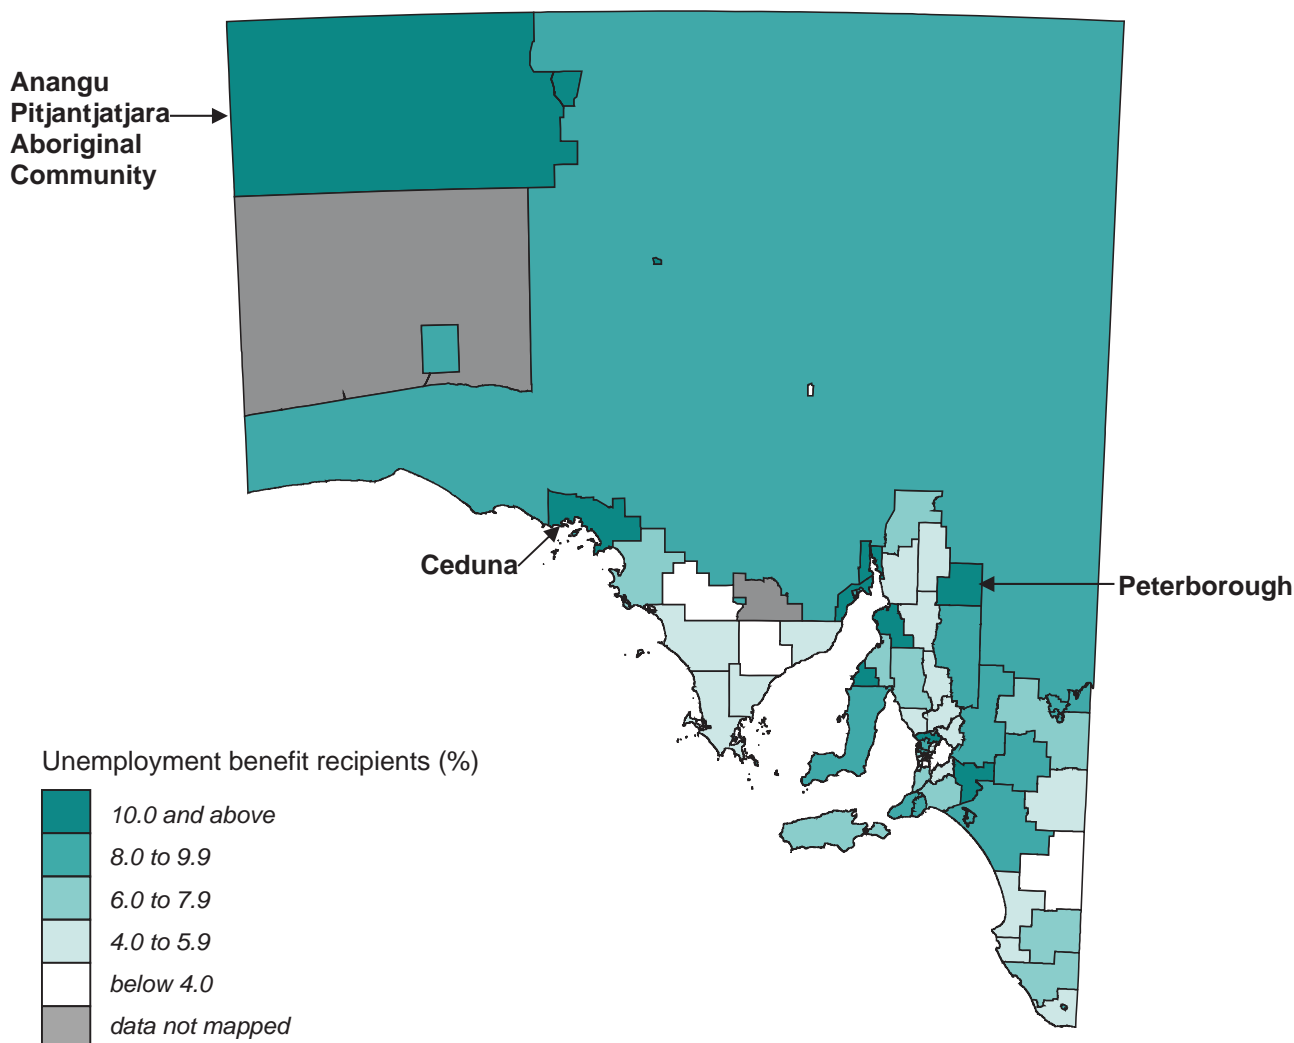 Anangu
Pitjantjatjara
Aboriginal
Community
Ceduna
Peterborough
Unemployment benefit recipients (%)
10.0 and above
8.0 to 9.9
6.0 to 7.9
4.0 to 5.9
below 4.0
data not mapped